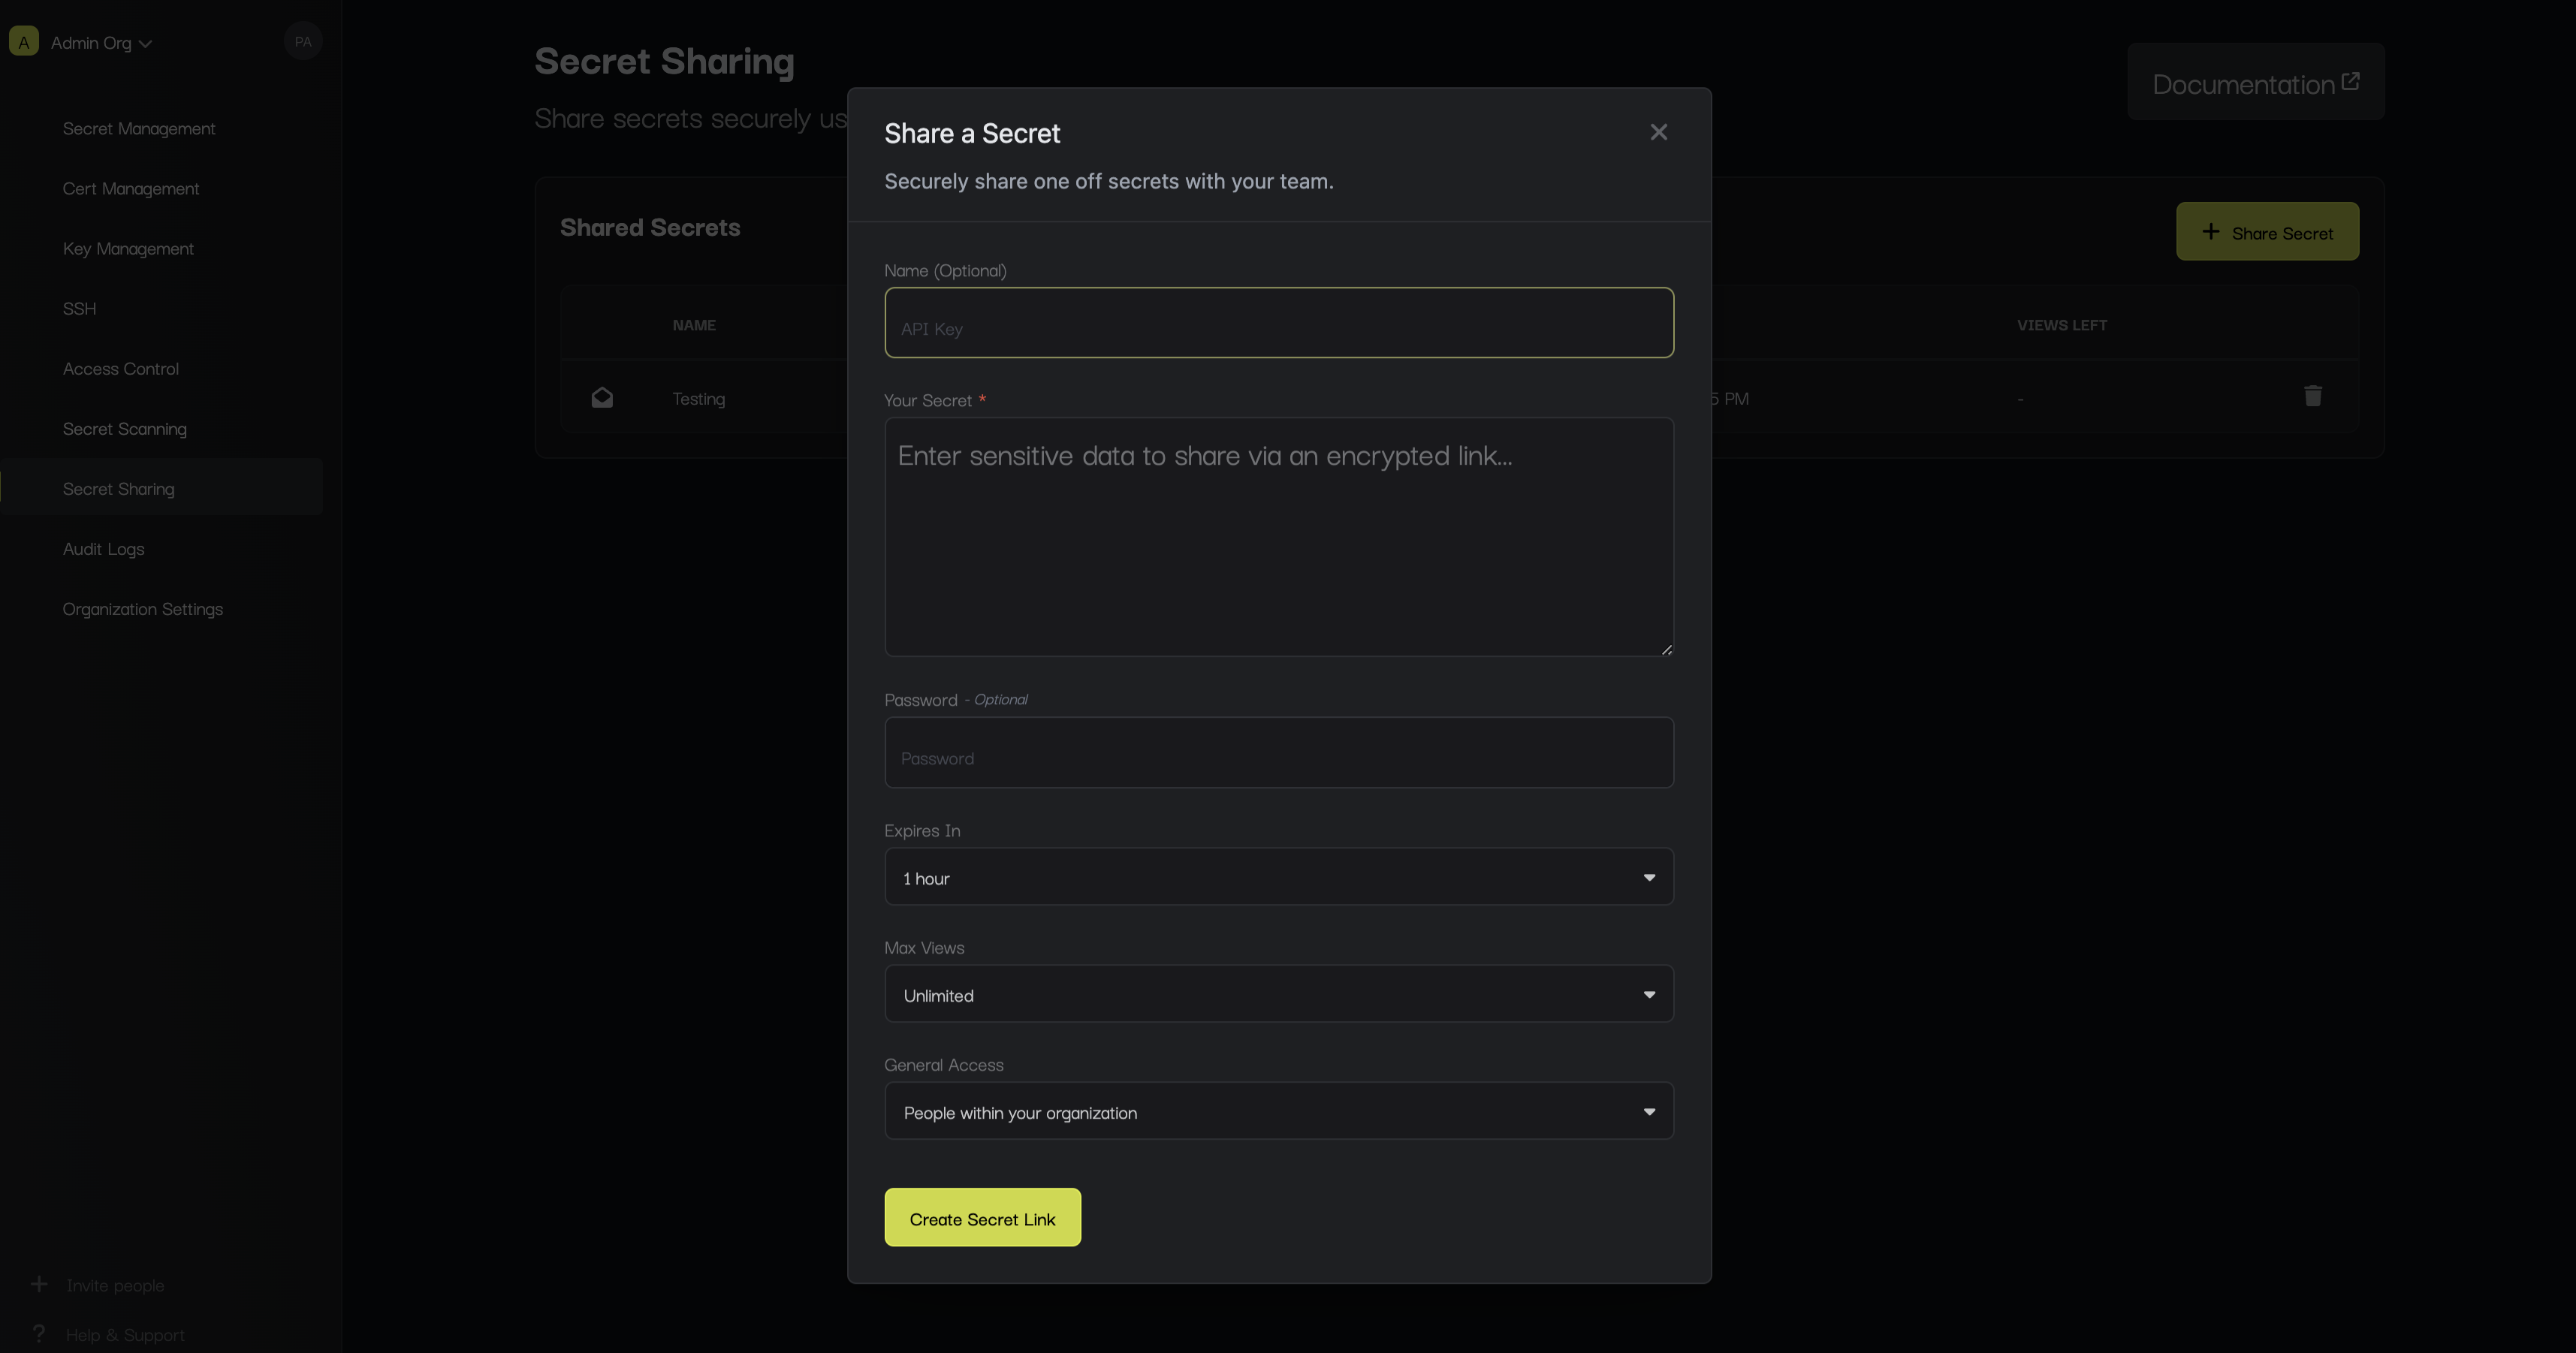 A Admin Org
PA
Secret Management
Cert Management
Key Management
SSH
Access Control
Secret Scanning
Secret Sharing
Audit Logs
Organization Settings
Invite people
? Help & Support
Secret Sharing
Share secrets securely us
Documentation
Shared Secrets
+ Share Secret
NAME
VIEWS LEFT
Testing
5 PM
-
Share a Secret
Securely share one off secrets with your team.
Name (Optional)
API Key
Your Secret *
Enter sensitive data to share via an encrypted link...
Password - Optional
Password
Expires In
1 hour
Max Views
Unlimited
General Access
People within your organization
Create Secret Link